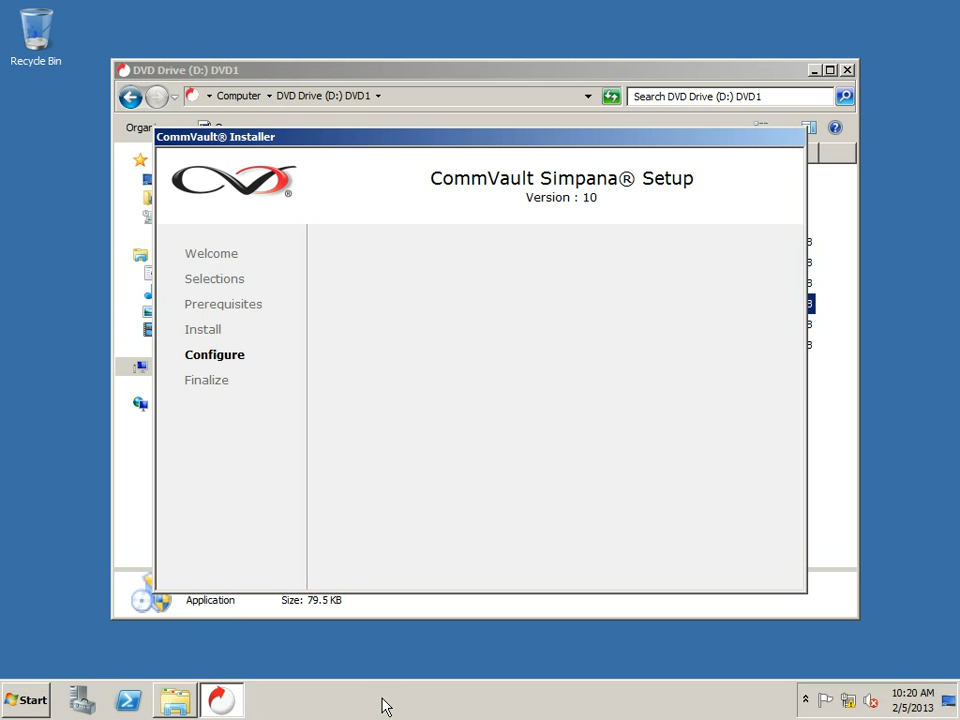 Recycle Bin
DVD Drive (D:) DVD1
Computer DVD Drive (D:) DVD1
Search DVD Drive (D:) DVD1
CommVault® Installer
CommVault Simpana® Setup
Version : 10
Welcome
Selections
Prerequisites
Install
Configure
Finalize
Application Size: 79.5 KB
Start
10:20 AM
2/5/2013